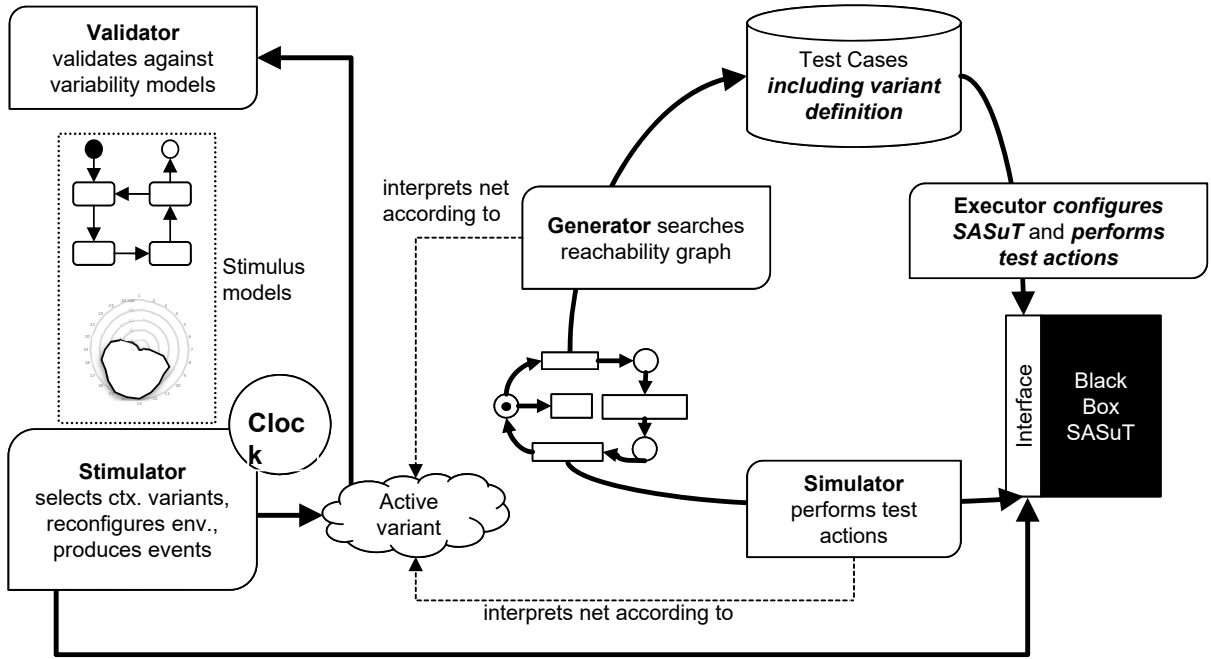 Validator
validates against
variability models
Test Cases
including variant
definition
interprets net
according to
Generator searches
reachability graph
Executor configures
SASuT and performs
test actions
Stimulus
models
Interface
Black
Box
SASuT
Cloc
k
Stimulator
selects ctx. variants,
reconfigures env.,
produces events
Active
variant
Simulator
performs test
actions
interprets net according to